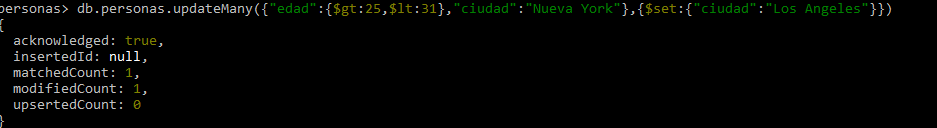 personas> db.personas.updateMany({"edad":{$gt:25,$lt:31},"ciudad":"Nueva York"},{$set:{"ciudad":"Los Angeles"}})
{
  acknowledged: true,
  insertedId: null,
  matchedCount: 1,
  modifiedCount: 1,
  upsertedCount: 0
}